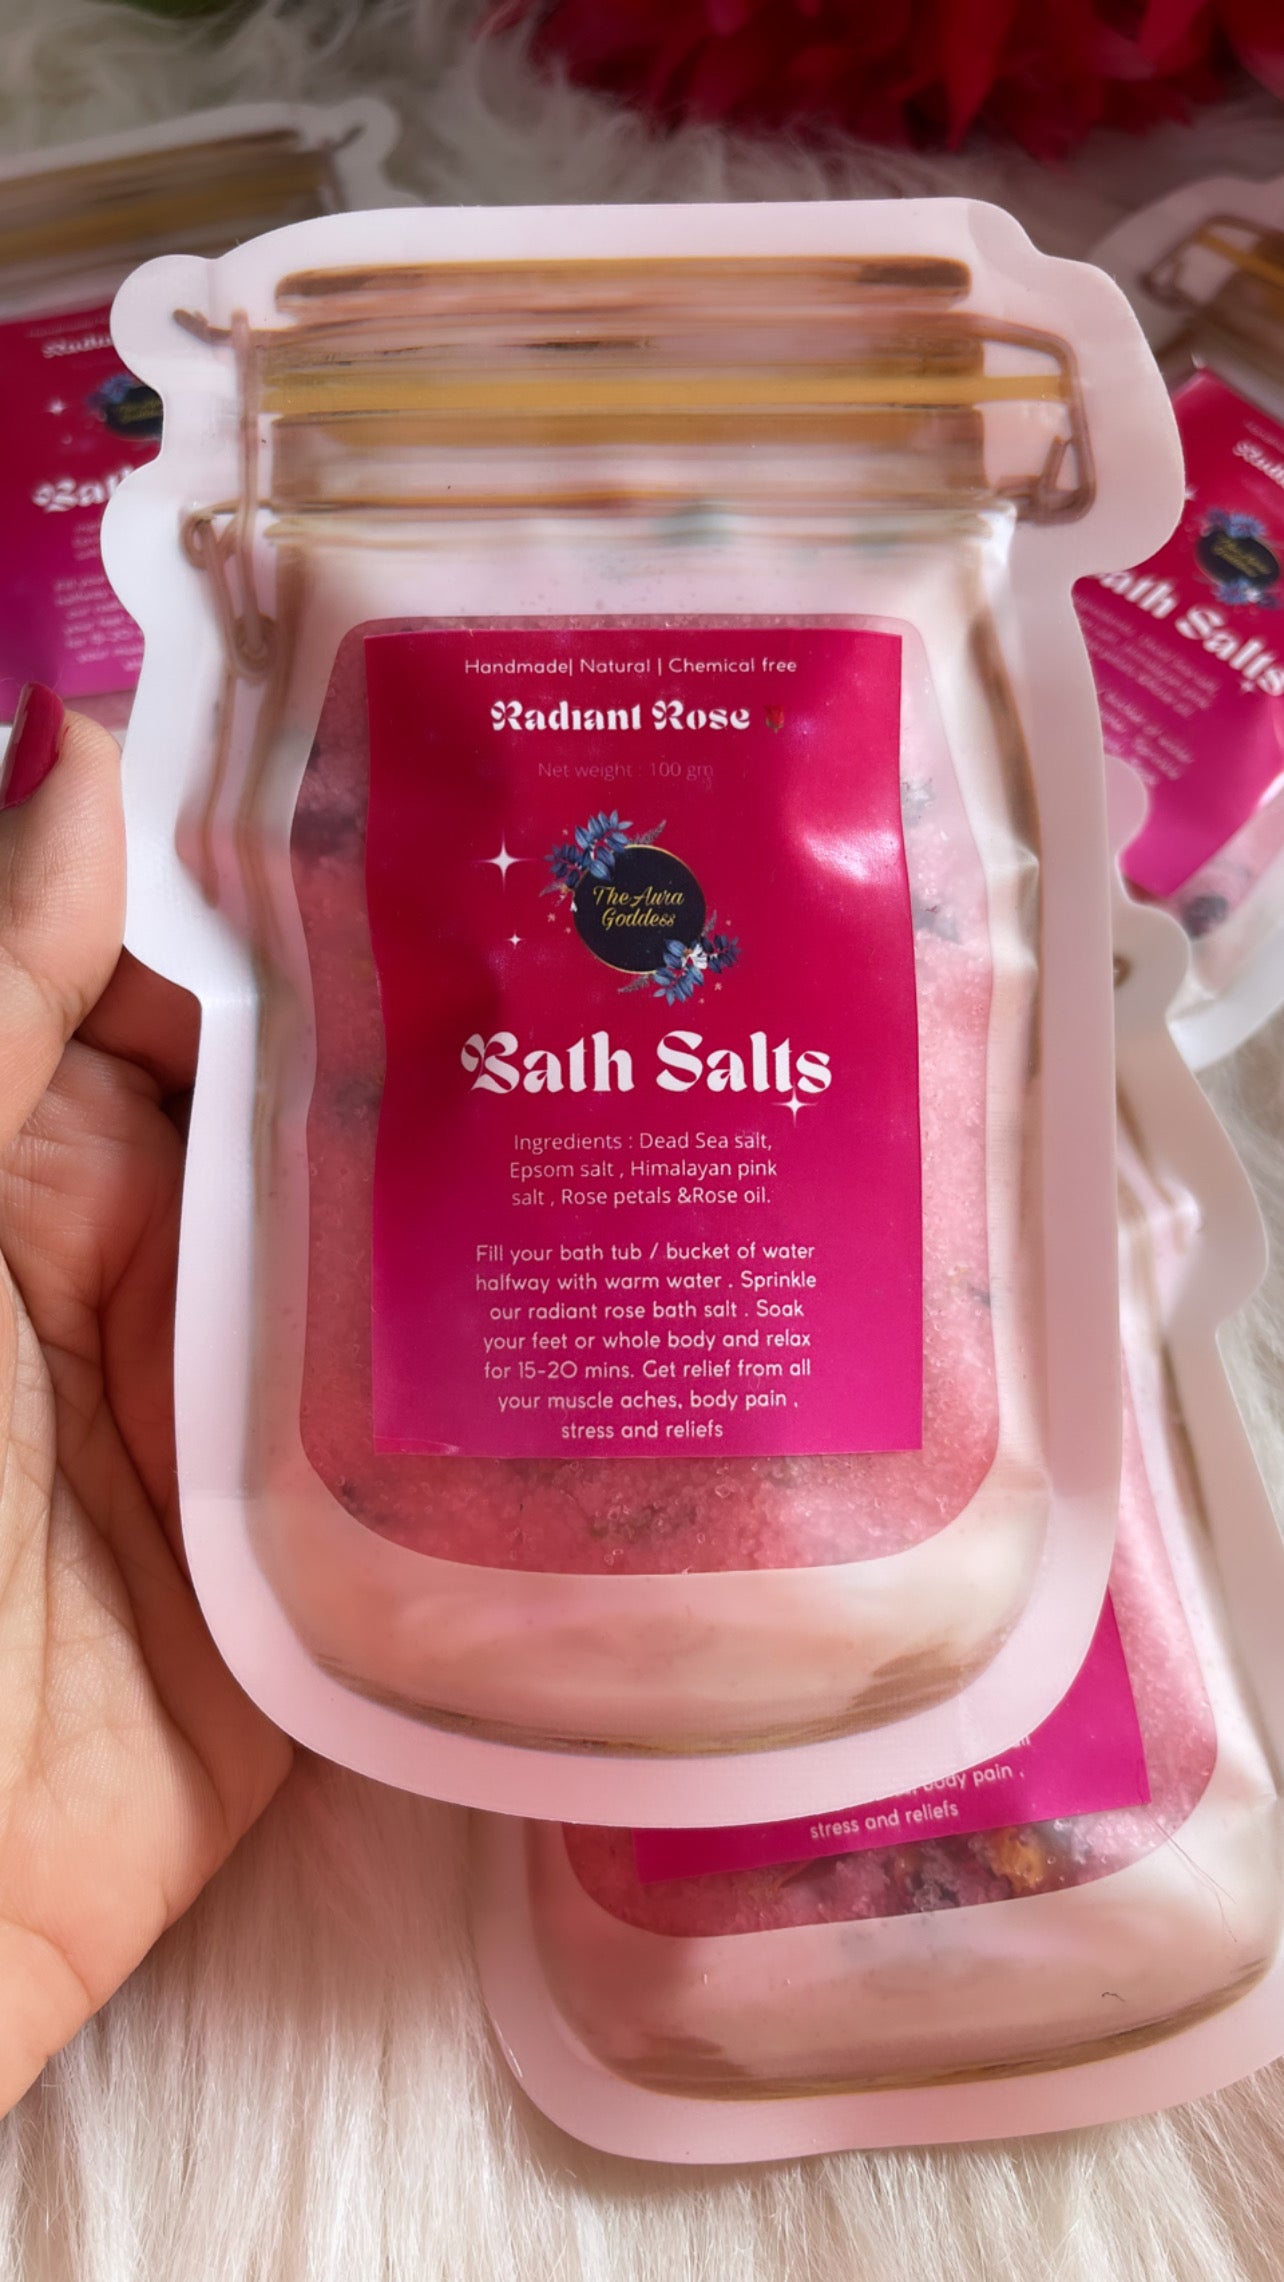 Handmade| Natural | Chemical free
Radiant Rose 🌹
Net weight : 100 gm
The Aura
Goddess
Bath Salts
Ingredients : Dead Sea salt,
Epsom salt , Himalayan pink
salt , Rose petals &Rose oil.
Fill your bath tub / bucket of water
halfway with warm water . Sprinkle
our radiant rose bath salt . Soak
your feet or whole body and relax
for 15-20 mins. Get relief from all
your muscle aches, body pain ,
stress and reliefs
body pain ,
stress and reliefs
The Aura
Goddess
Bath Salts